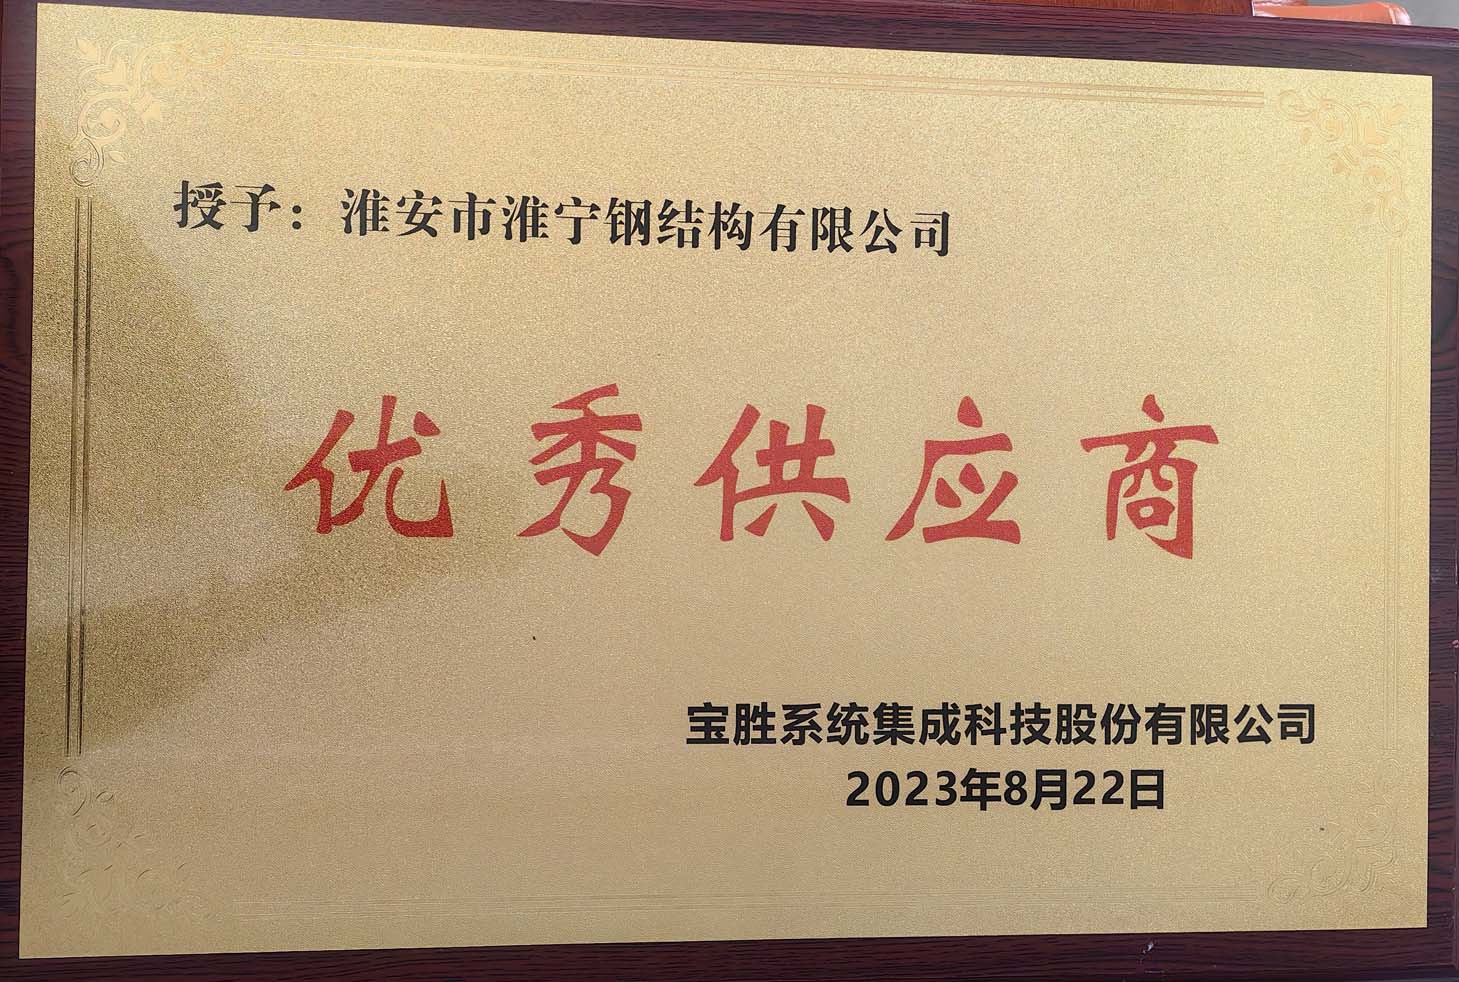 授予：淮安市淮宁钢结构有限公司
优秀供应商
宝胜系统集成科技股份有限公司
2023年8月22日